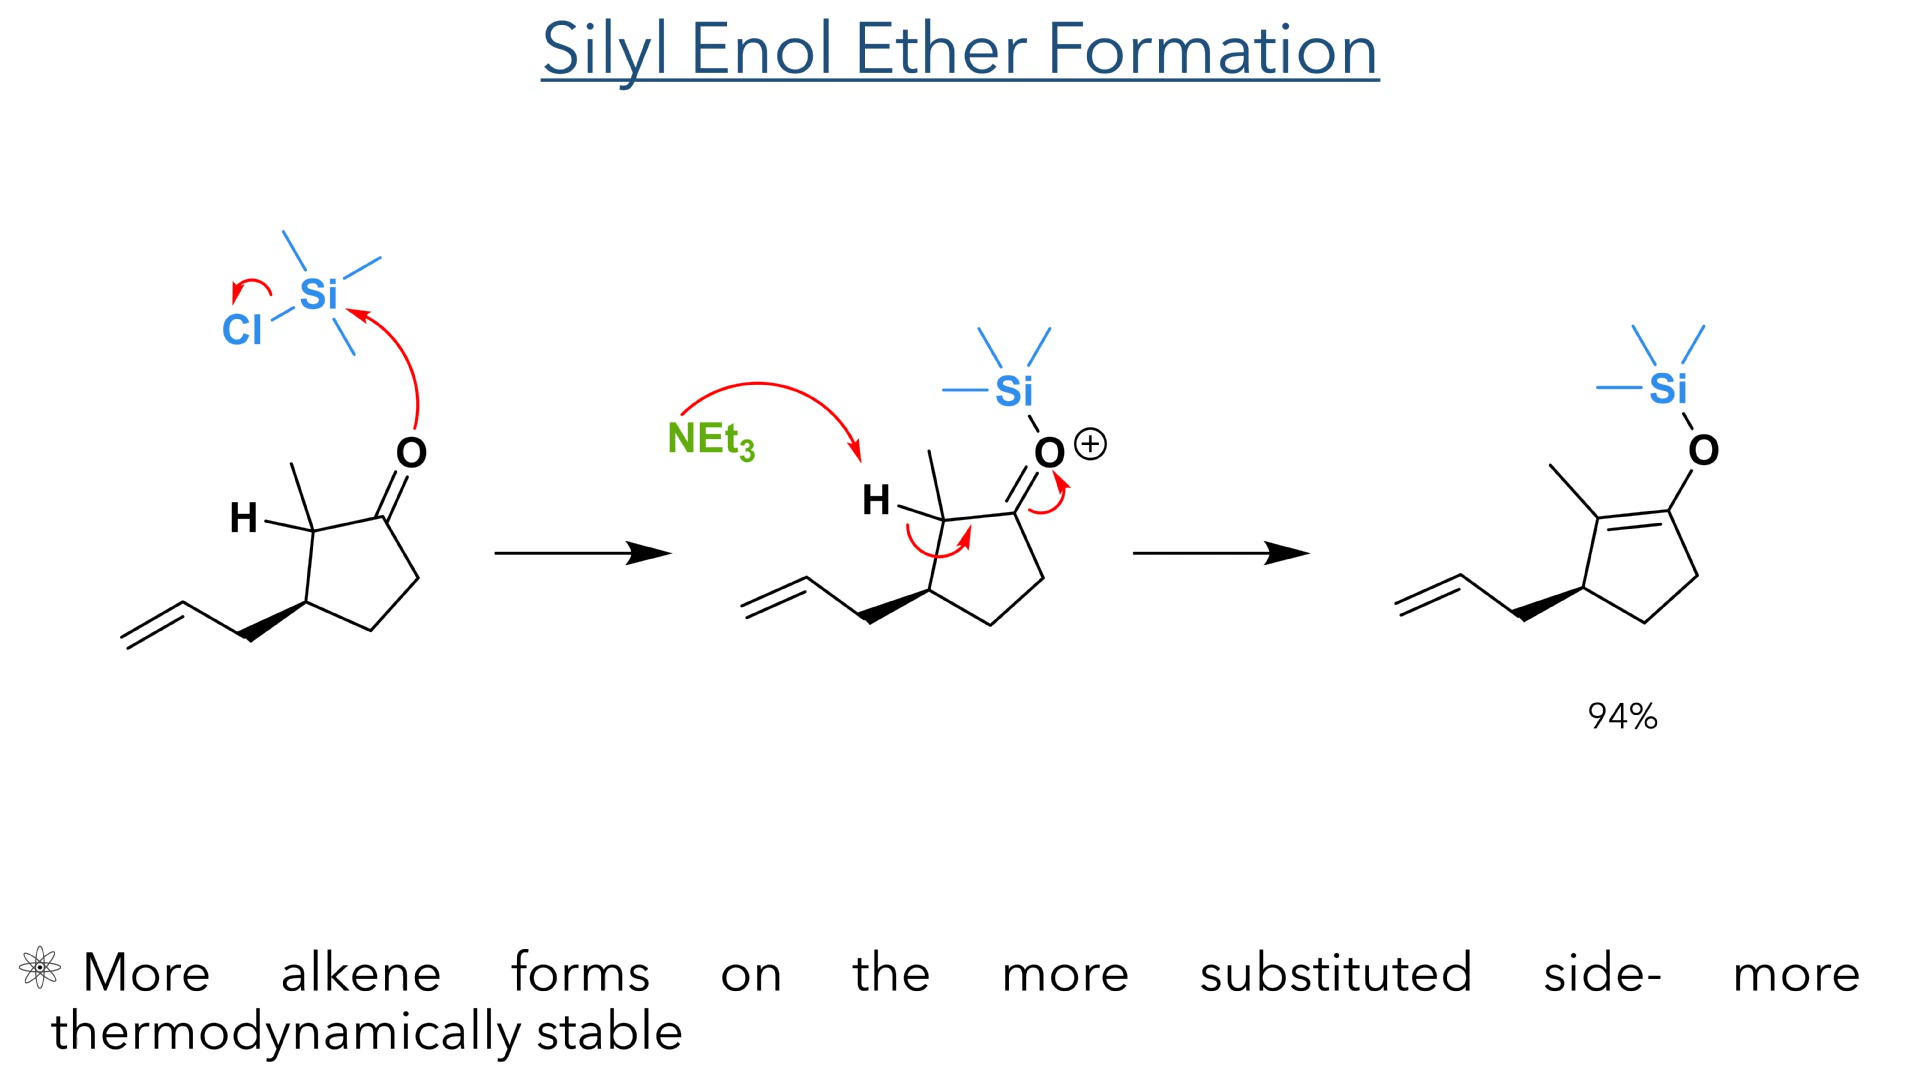 Silyl Enol Ether Formation
Si
Cl
O
H
NEt3
H
Si
O +
Si
O
94%
More alkene forms on the more substituted side- more
thermodynamically stable